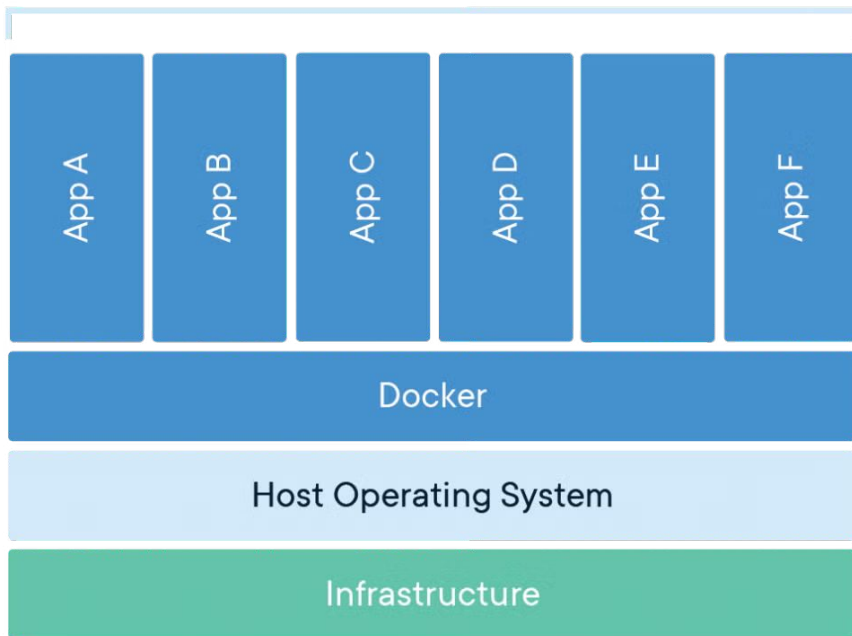 App A
App B
App C
App D
App E
App F
Docker
Host Operating System
Infrastructure